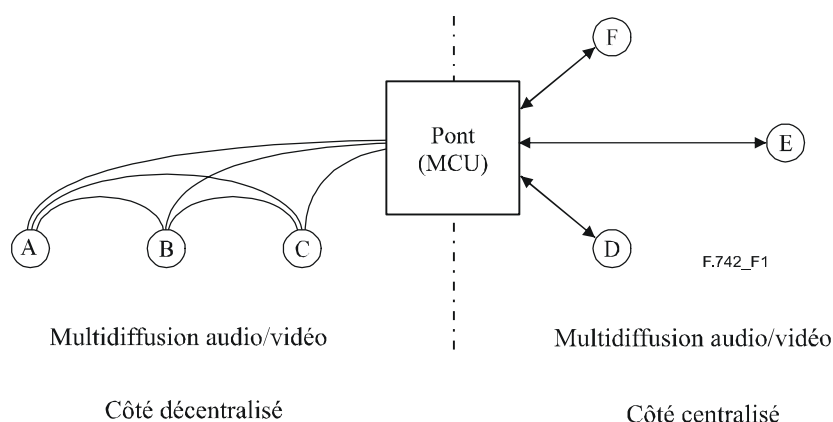 F
Pont
(MCU)
E
A
B
C
D
F.742_F1
Multidiffusion audio/vidéo
Multidiffusion audio/vidéo
Côté décentralisé
Côté centralisé